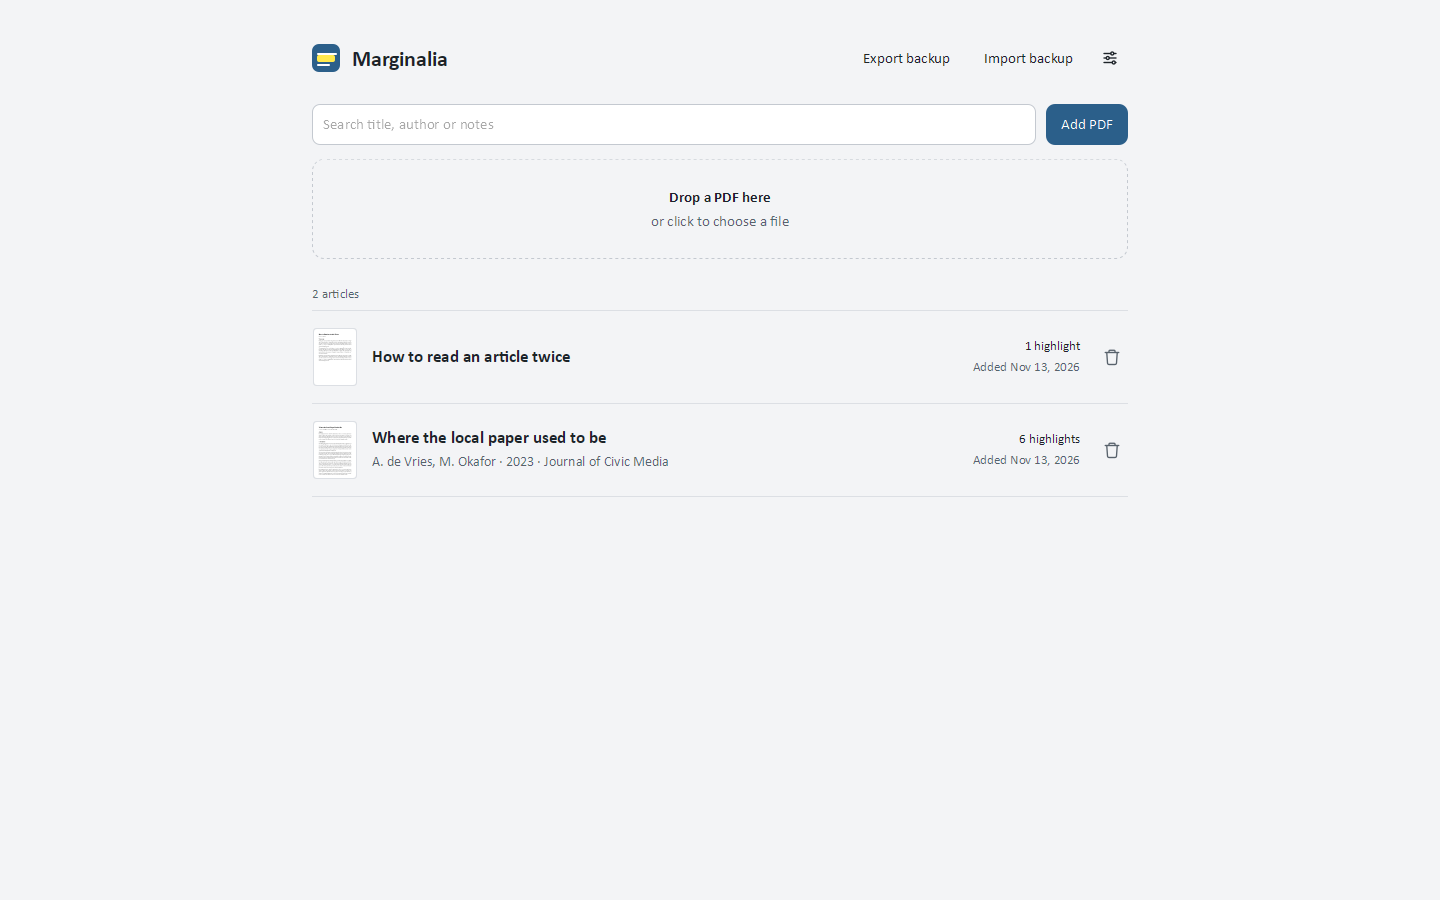 Marginalia
Export backup
Import backup
Search title, author or notes
Add PDF
Drop a PDF here
or click to choose a file
2 articles
How to read an article twice
1 highlight
Added Nov 13, 2026
Where the local paper used to be
A. de Vries, M. Okafor · 2023 · Journal of Civic Media
6 highlights
Added Nov 13, 2026